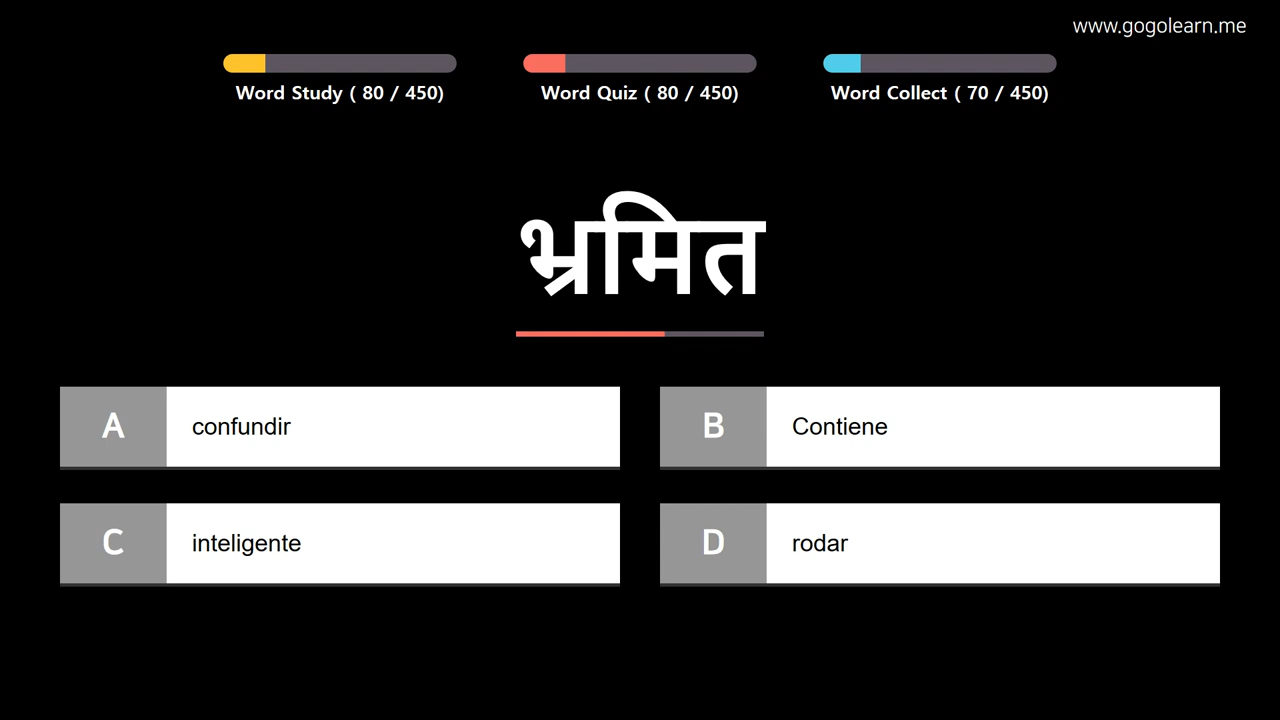 www.gogolearn.me
Word Study ( 80 / 450)
Word Quiz ( 80 / 450)
Word Collect ( 70 / 450)
भ्रमित
A confundir
B Contiene
C inteligente
D rodar